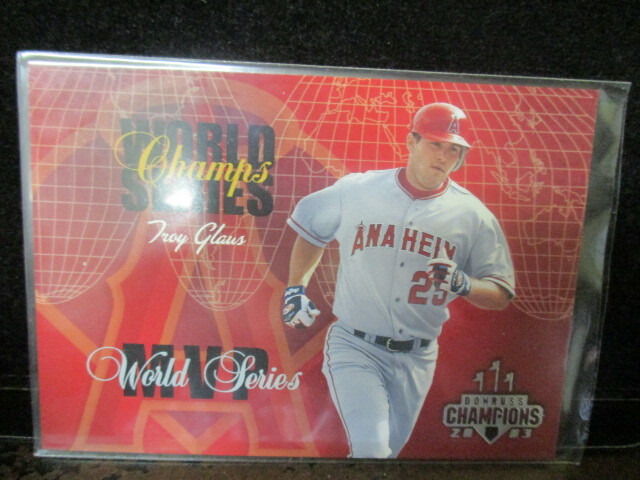 WORLD
Champs
SERIES
Troy Glaus
MVP
World Series
A
ANAHEIM
25
DONRUSS
CHAMPIONS
2003